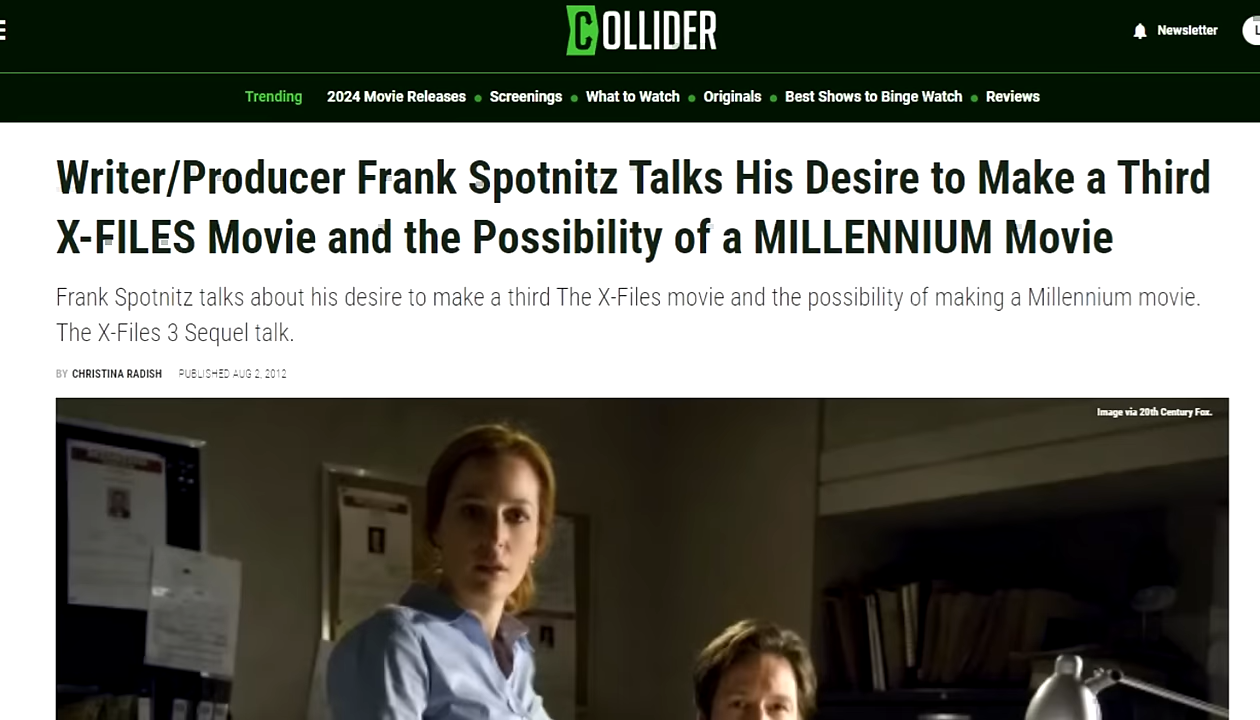 COLLIDER
Newsletter
Trending 2024 Movie Releases Screenings What to Watch Originals Best Shows to Binge Watch Reviews
Writer/Producer Frank Spotnitz Talks His Desire to Make a Third
X-FILES Movie and the Possibility of a MILLENNIUM Movie
Frank Spotnitz talks about his desire to make a third The X-Files movie and the possibility of making a Millennium movie.
The X-Files 3 Sequel talk.
BY CHRISTINA RADISH PUBLISHED AUG 2, 2012
Image via 20th Century Fox.